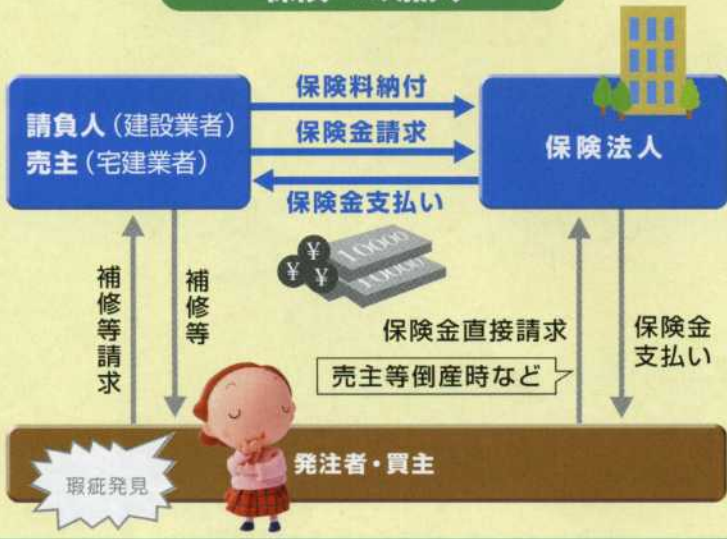 請負人（建設業者）
売主（宅建業者）
保険料納付
保険金請求
保険金支払い
保険法人
¥
¥
¥
10000
10000
補修等請求
補修等
保険金直接請求
売主等倒産時など
保険金
支払い
瑕疵発見
発注者・買主